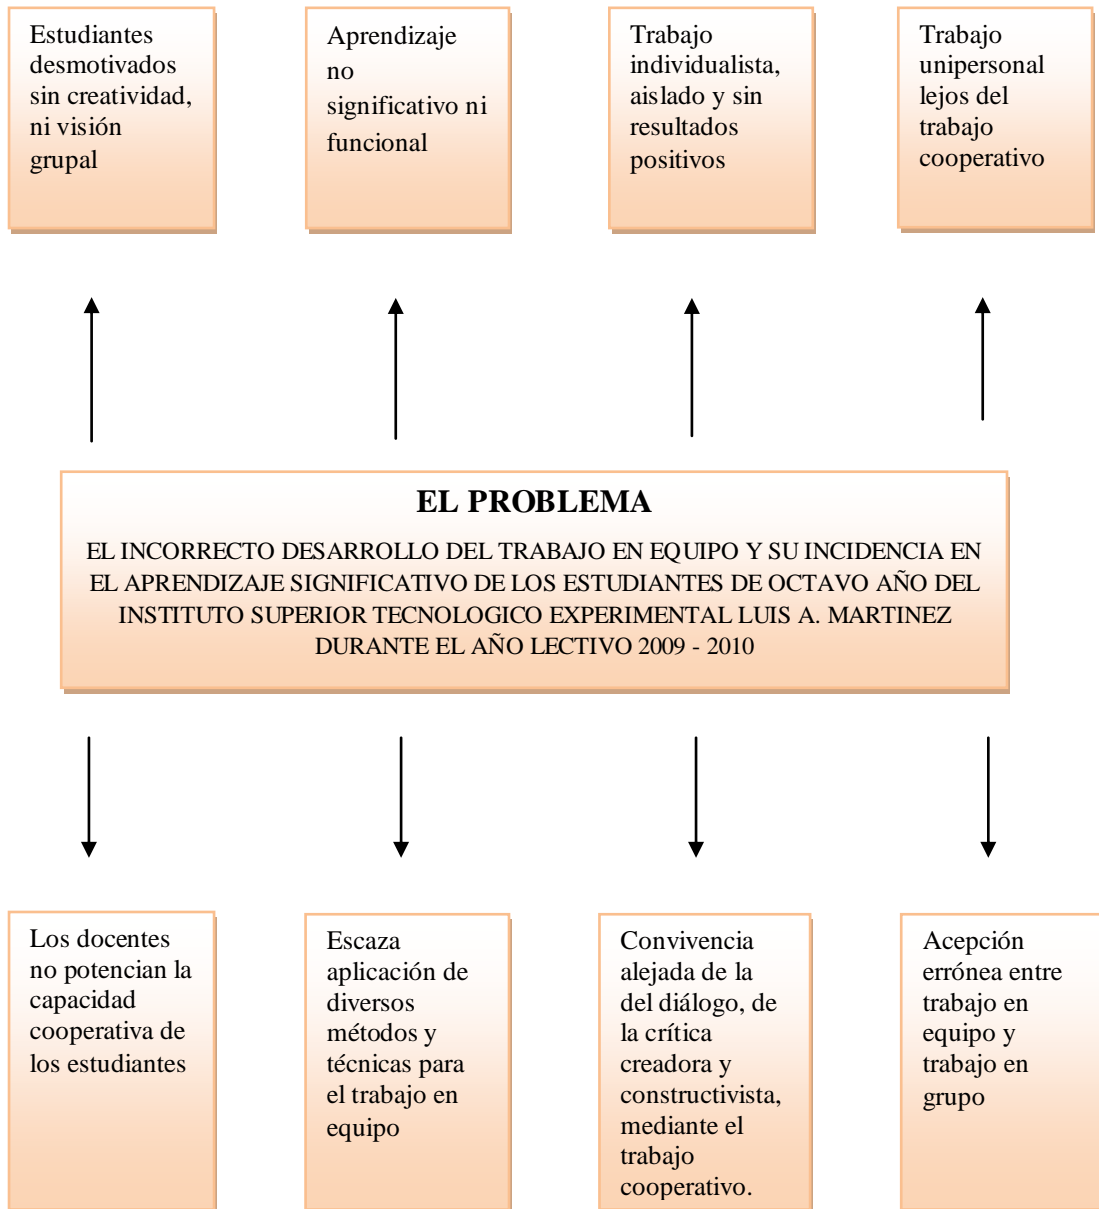 Estudiantes
desmotivados
sin creatividad,
ni visión
grupal
Aprendizaje
no
significativo ni
funcional
Trabajo
individualista,
aislado y sin
resultados
positivos
Trabajo
unipersonal
lejos del
trabajo
cooperativo
EL PROBLEMA
EL INCORRECTO DESARROLLO DEL TRABAJO EN EQUIPO Y SU INCIDENCIA EN
EL APRENDIZAJE SIGNIFICATIVO DE LOS ESTUDIANTES DE OCTAVO AÑO DEL
INSTITUTO SUPERIOR TECNOLOGICO EXPERIMENTAL LUIS A. MARTINEZ
DURANTE EL AÑO LECTIVO 2009 - 2010
Los docentes
no potencian la
capacidad
cooperativa de
los estudiantes
Escaza
aplicación de
diversos
métodos y
técnicas para
el trabajo en
equipo
Convivencia
alejada de la
del diálogo, de
la crítica
creadora y
constructivista,
mediante el
trabajo
cooperativo.
Acepción
errónea entre
trabajo en
equipo y
trabajo en
grupo